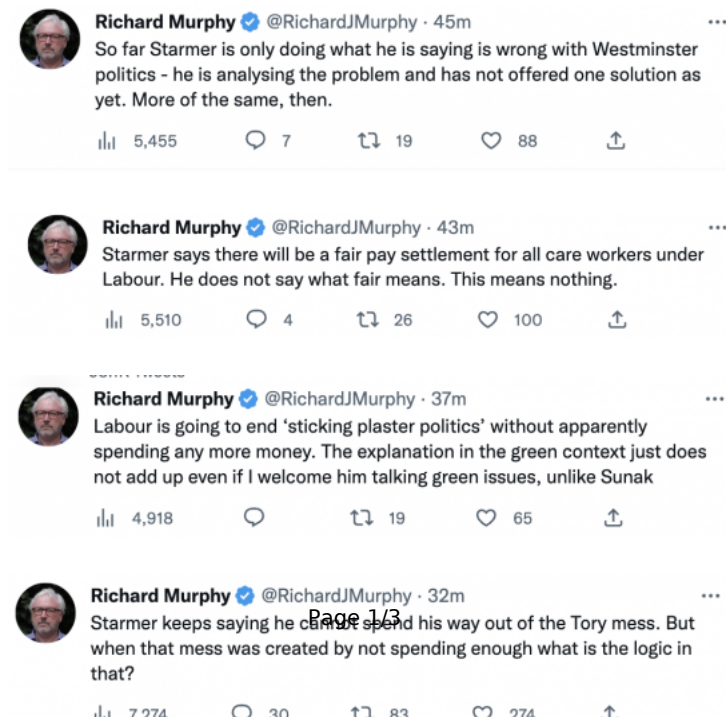 Richard Murphy @RichardJMurphy · 45m
So far Starmer is only doing what he is saying is wrong with Westminster
politics - he is analysing the problem and has not offered one solution as
yet. More of the same, then.
5,455 7 19 88
Richard Murphy @RichardJMurphy · 43m
Starmer says there will be a fair pay settlement for all care workers under
Labour. He does not say what fair means. This means nothing.
5,510 4 26 100
Richard Murphy @RichardJMurphy · 37m
Labour is going to end ‘sticking plaster politics’ without apparently
spending any more money. The explanation in the green context just does
not add up even if I welcome him talking green issues, unlike Sunak
4,918 19 65
Richard Murphy @RichardJMurphy · 32m
Page 1/3
Starmer keeps saying he cannot spend his way out of the Tory mess. But
when that mess was created by not spending enough what is the logic in
that?
7,274 30 83 274